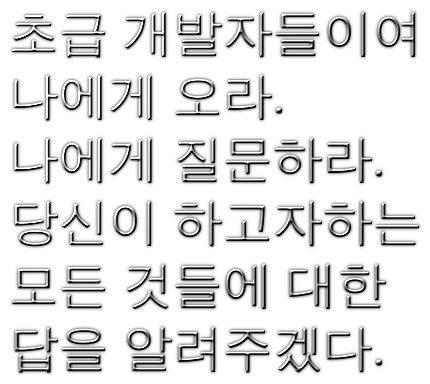 초급 개발자들이여
나에게 오라.
나에게 질문하라.
당신이 하고자하는
모든 것들에 대한
답을 알려주겠다.